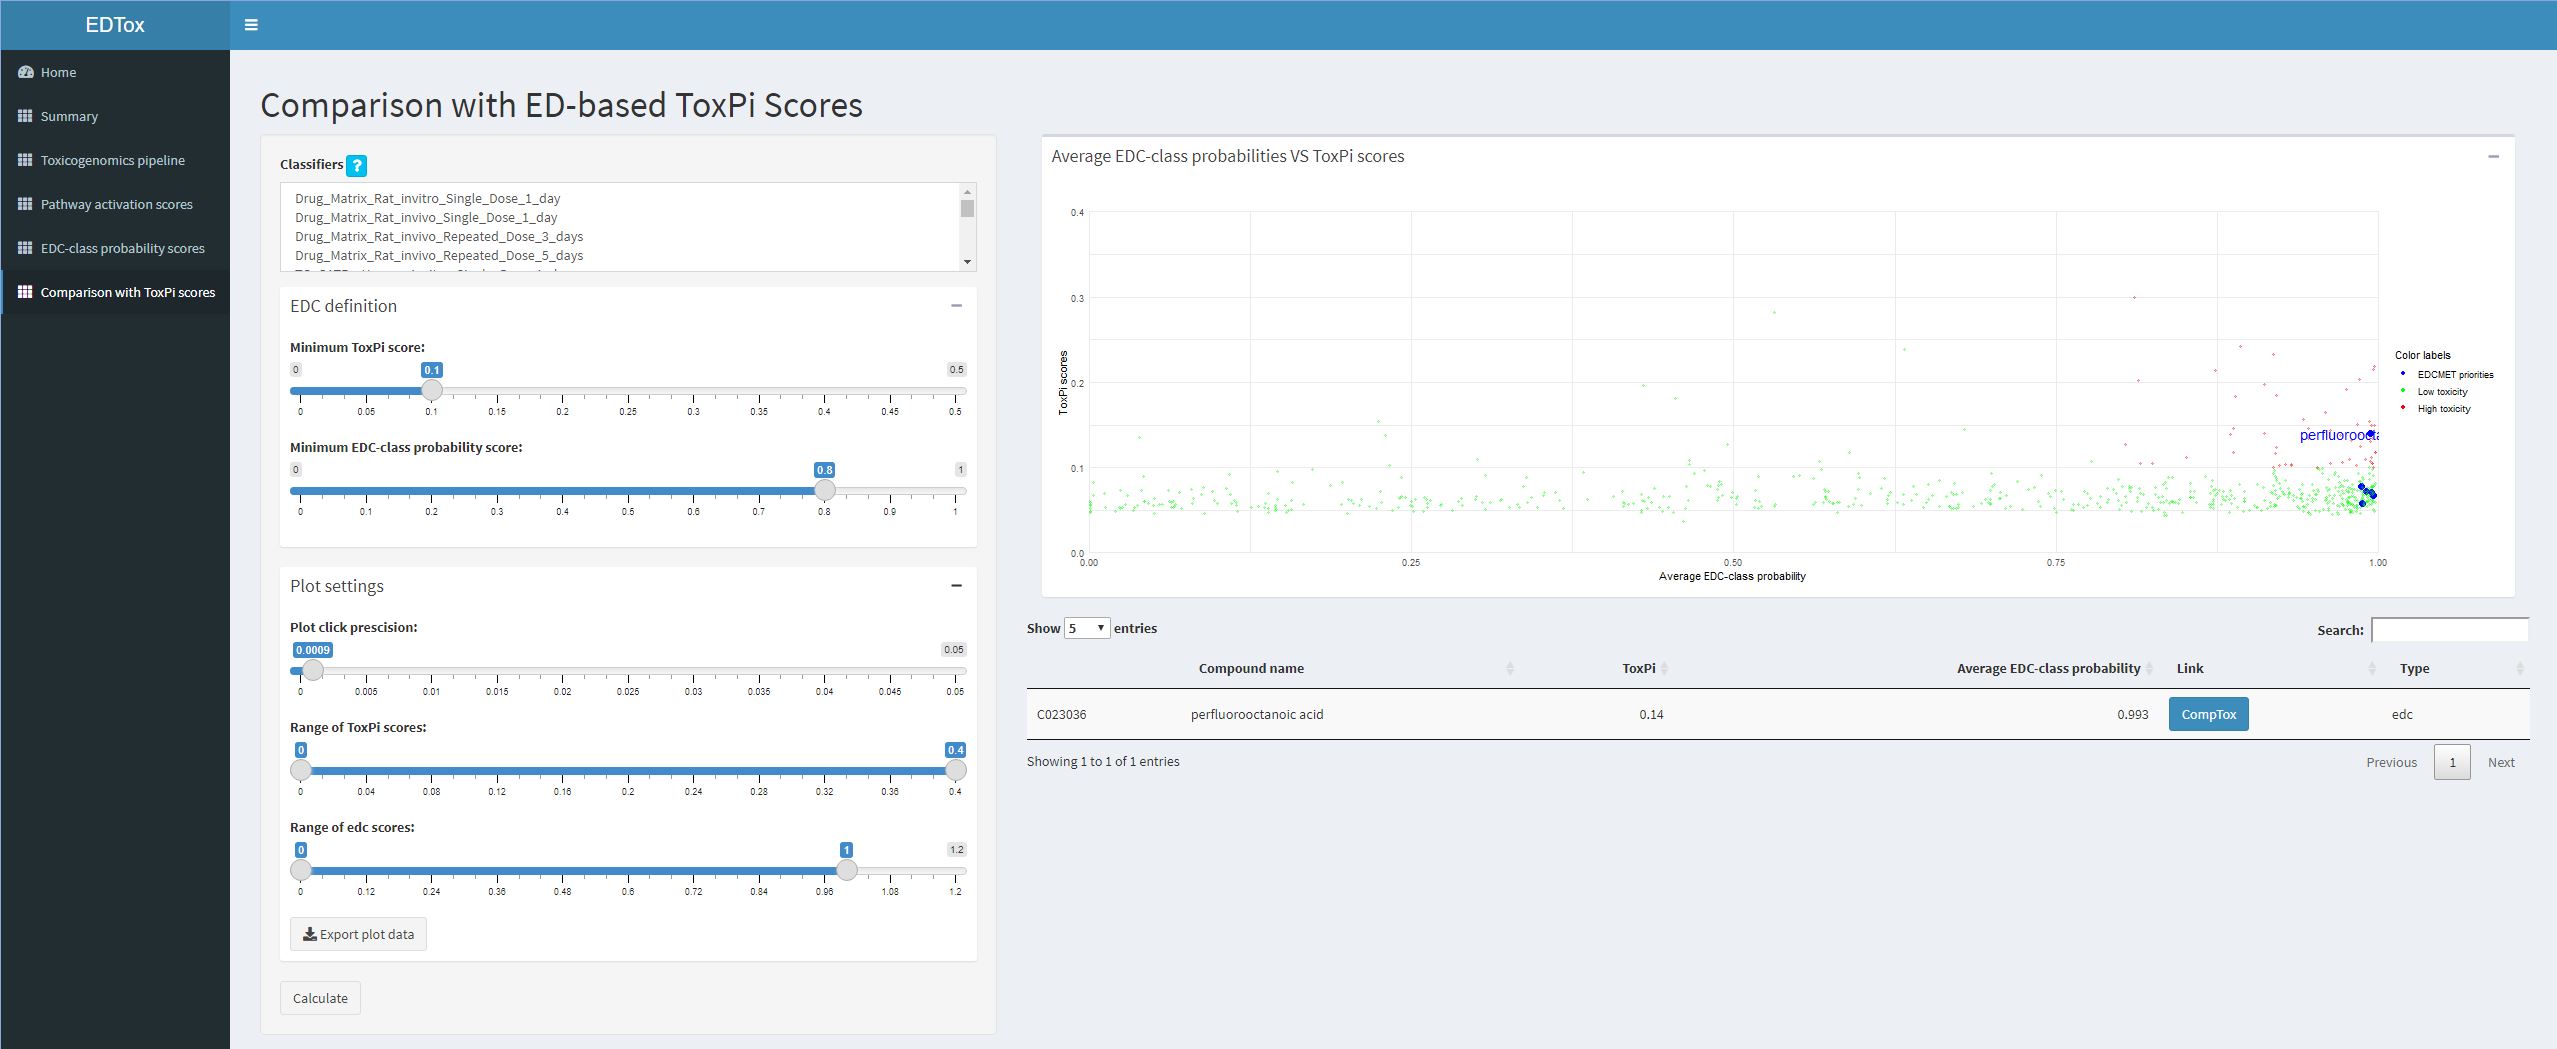 EDTox
Home
Summary
Toxicogenomics pipeline
Pathway activation scores
EDC-class probability scores
Comparison with ToxPi scores
Comparison with ED-based ToxPi Scores
Classifiers ?
Drug_Matrix_Rat_invitro_Single_Dose_1_day
Drug_Matrix_Rat_invivo_Single_Dose_1_day
Drug_Matrix_Rat_invivo_Repeated_Dose_3_days
Drug_Matrix_Rat_invivo_Repeated_Dose_5_days
EDC definition
Minimum ToxPi score:
0 0.1 0.5
0 0.05 0.1 0.15 0.2 0.25 0.3 0.35 0.4 0.45 0.5
Minimum EDC-class probability score:
0 0.8 1
0 0.1 0.2 0.3 0.4 0.5 0.6 0.7 0.8 0.9 1
Plot settings
Plot click prescision:
0.0009 0.05
0 0.005 0.01 0.015 0.02 0.025 0.03 0.035 0.04 0.045 0.05
Range of ToxPi scores:
0 0.4
0 0.04 0.08 0.12 0.16 0.2 0.24 0.28 0.32 0.36 0.4
Range of edc scores:
0 1 1.2
0 0.12 0.24 0.36 0.48 0.6 0.72 0.84 0.96 1.08 1.2
Export plot data
Calculate
Average EDC-class probabilities VS ToxPi scores
ToxPi scores
0.4
0.3
0.2
0.1
0.0
0.00 0.25 0.50 0.75 1.00
Average EDC-class probability
perfluoroocta
Color labels
EDCMET priorities
Low toxicity
High toxicity
Show 5 entries
Search:
Compound name ToxPi Average EDC-class probability Link Type
C023036 perfluorooctanoic acid 0.14 0.993 CompTox edc
Showing 1 to 1 of 1 entries
Previous 1 Next